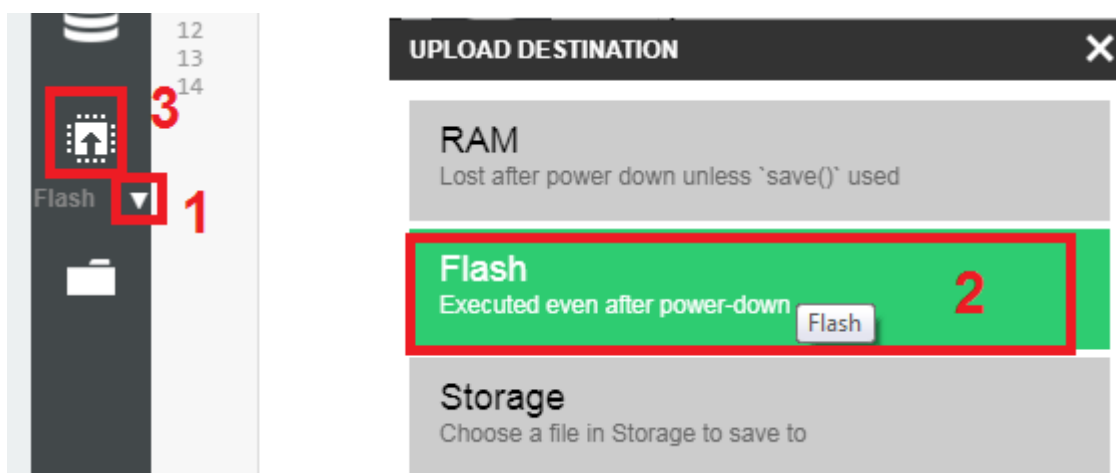 12
13
14
3
Flash ▼
1
UPLOAD DESTINATION
RAM
Lost after power down unless `save()` used
Flash
Executed even after power-down
Flash
2
Storage
Choose a file in Storage to save to